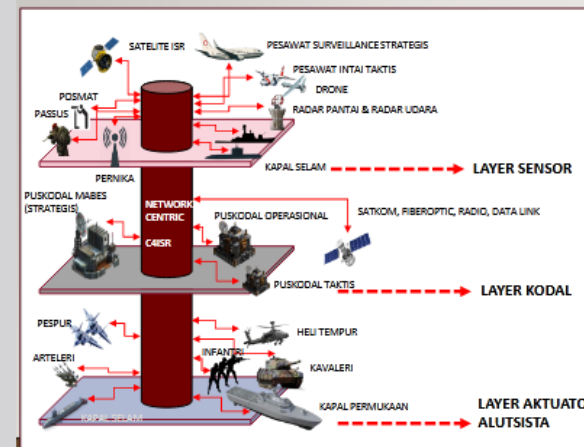 SATELITE ISR
PESAWAT SURVEILLANCE STRATEGIS
PESAWAT INTAI TAKTIS
DRONE
POSMAT
PASSUS
RADAR PANTAI & RADAR UDARA
KAPAL SELAM
LAYER SENSOR
PERNIKA
PUSKODAL MABES
(STRATEGIS)
NETWORK
CENTRIC
C4ISR
PUSKODAL OPERASIONAL
SATKOM, FIBEROPTIC, RADIO, DATA LINK
PUSKODAL TAKTIS
LAYER KODAL
PESPUR
HELI TEMPUR
ARTELERI
INFANTRI
KAVALERI
KAPAL SELAM
KAPAL PERMUKAAN
LAYER AKTUATO
ALUTSISTA